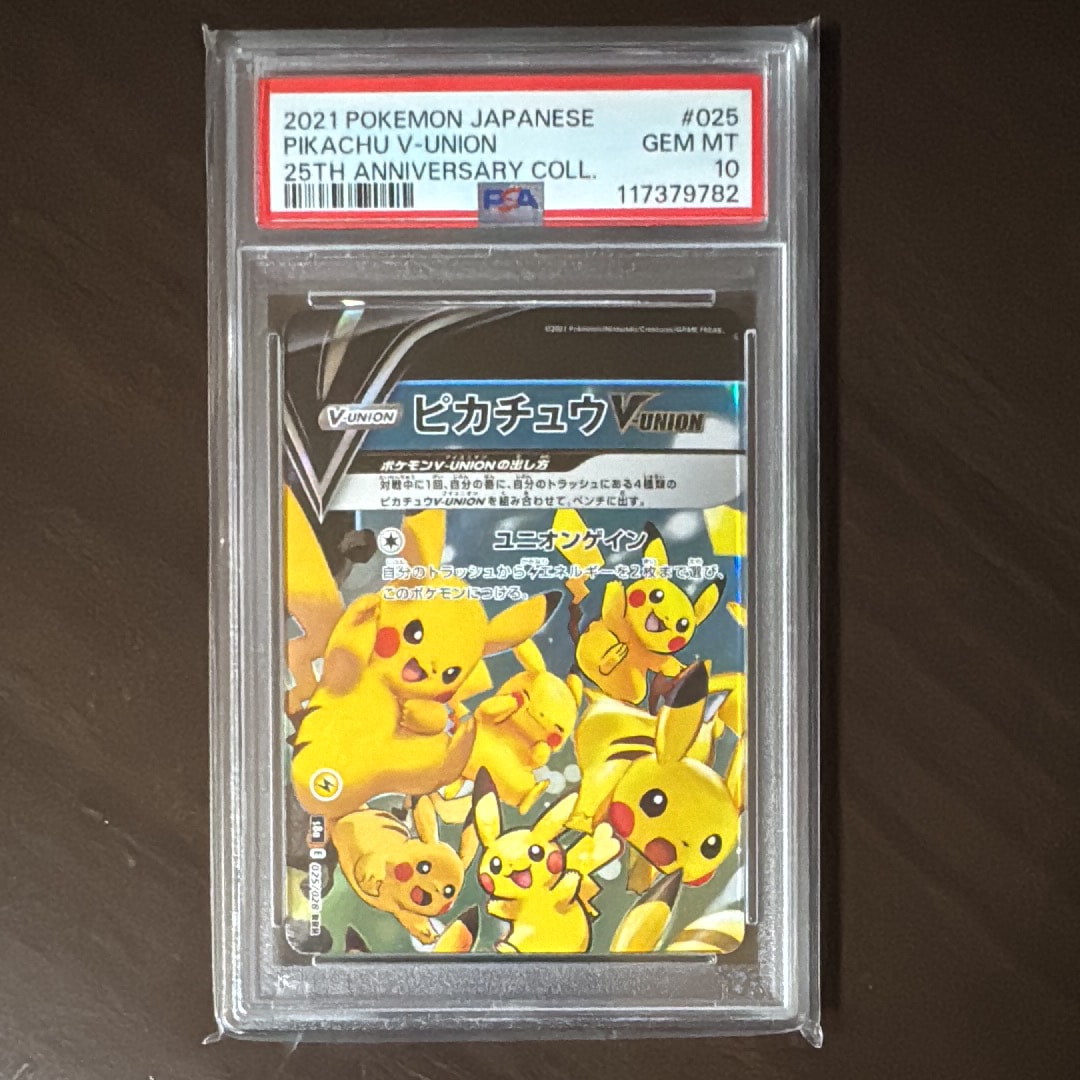 2021 POKEMON JAPANESE #025
PIKACHU V-UNION GEM MT
25TH ANNIVERSARY COLL. 10
PSA 117379782
©2021 Pokémon/Nintendo/Creatures/GAME FREAK.
V-UNION ピカチュウ V-UNION
ポケモンV-UNIONの出し方
対戦中に1回、自分の番に、自分のトラッシュにある4種類の
ピカチュウV-UNIONを組み合わせて、ベンチに出す。
ユニオンゲイン
自分のトラッシュからエネルギーを2枚まで選び、
このポケモンにつける。
s8a E 025/028 RRR